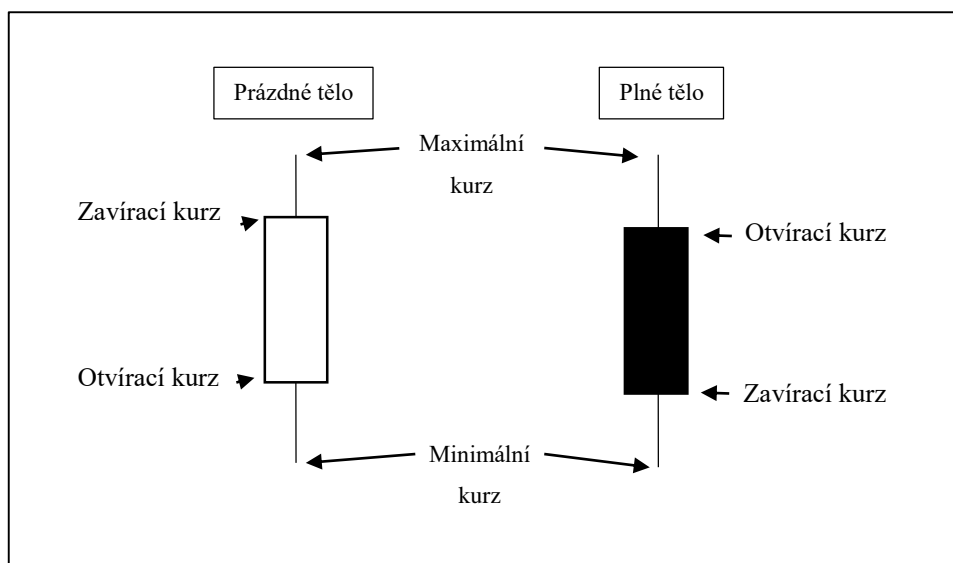 Prázdné tělo
Plné tělo
Maximální
kurz
Zavírací kurz
Otvírací kurz
Otvírací kurz
Zavírací kurz
Minimální
kurz